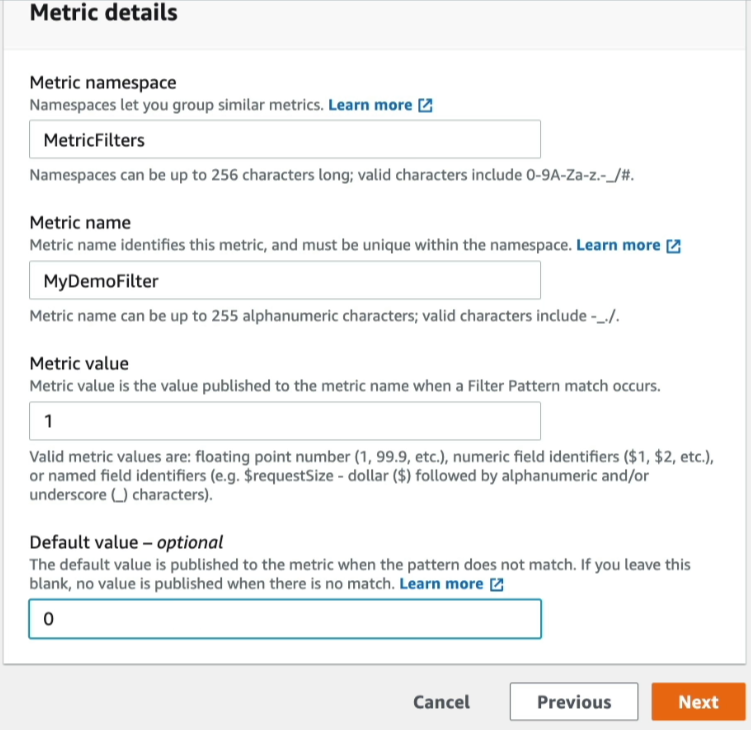 Metric details
Metric namespace
Namespaces let you group similar metrics. Learn more
MetricFilters
Namespaces can be up to 256 characters long; valid characters include 0-9A-Za-z.-_/#.
Metric name
Metric name identifies this metric, and must be unique within the namespace. Learn more
MyDemoFilter
Metric name can be up to 255 alphanumeric characters; valid characters include -_./.
Metric value
Metric value is the value published to the metric name when a Filter Pattern match occurs.
1
Valid metric values are: floating point number (1, 99.9, etc.), numeric field identifiers ($1, $2, etc.),
or named field identifiers (e.g. $requestSize - dollar ($) followed by alphanumeric and/or
underscore (_) characters).
Default value – optional
The default value is published to the metric when the pattern does not match. If you leave this
blank, no value is published when there is no match. Learn more
0
Cancel Previous Next